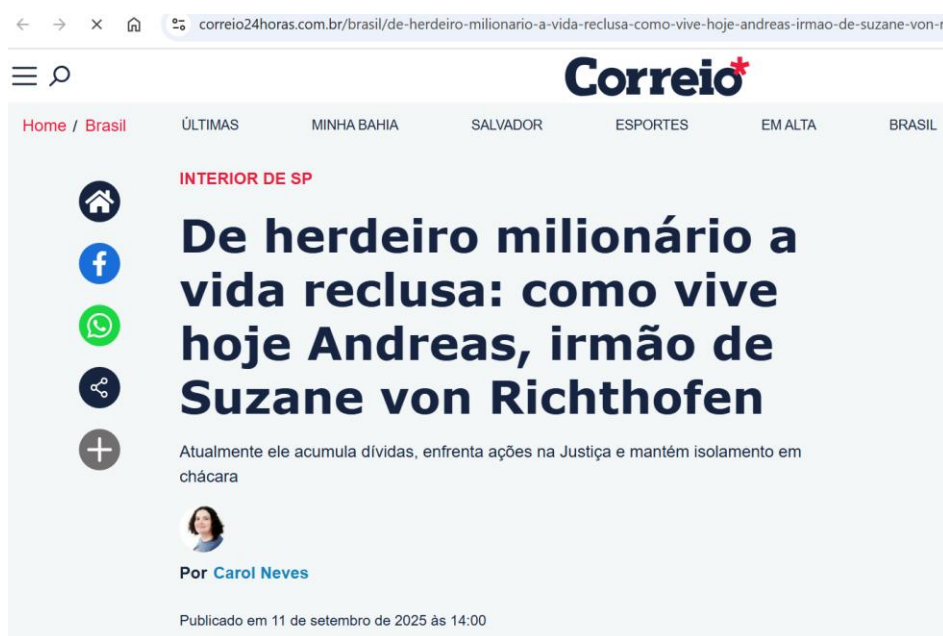 correio24horas.com.br/brasil/de-herdeiro-milionario-a-vida-reclusa-como-vive-hoje-andreas-irmao-de-suzane-von-r
Correio*
Home / Brasil ÚLTIMAS MINHA BAHIA SALVADOR ESPORTES EM ALTA BRASIL
INTERIOR DE SP
De herdeiro milionário a
vida reclusa: como vive
hoje Andreas, irmão de
Suzane von Richthofen
Atualmente ele acumula dívidas, enfrenta ações na Justiça e mantém isolamento em
chácara
Por Carol Neves
Publicado em 11 de setembro de 2025 às 14:00